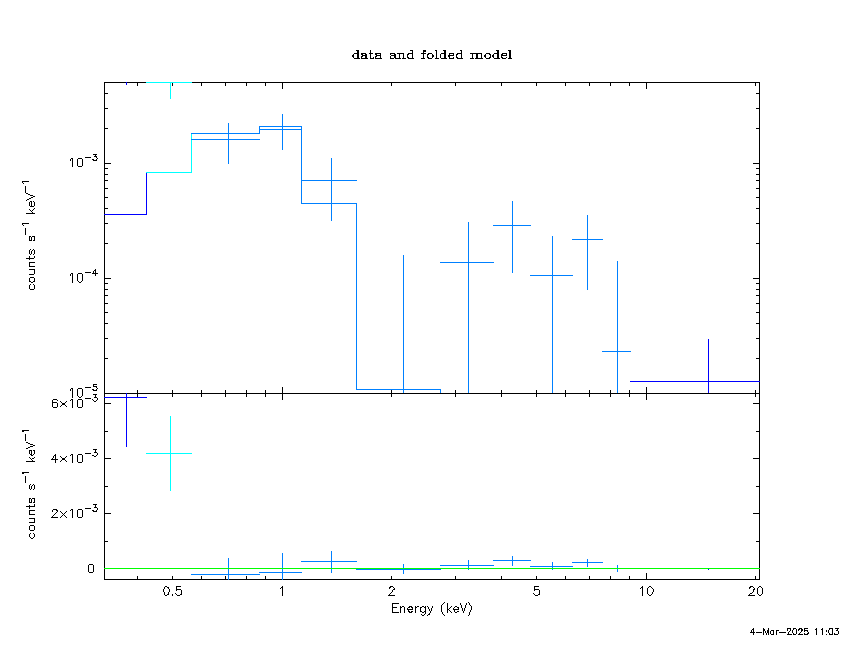 data and folded model
counts s−1 keV−1
10−3
10−4
10−5
counts s−1 keV−1
6×10−3
4×10−3
2×10−3
0
0.5 1 2 5 10 20
Energy (keV)
4−Mar−2025 11:03